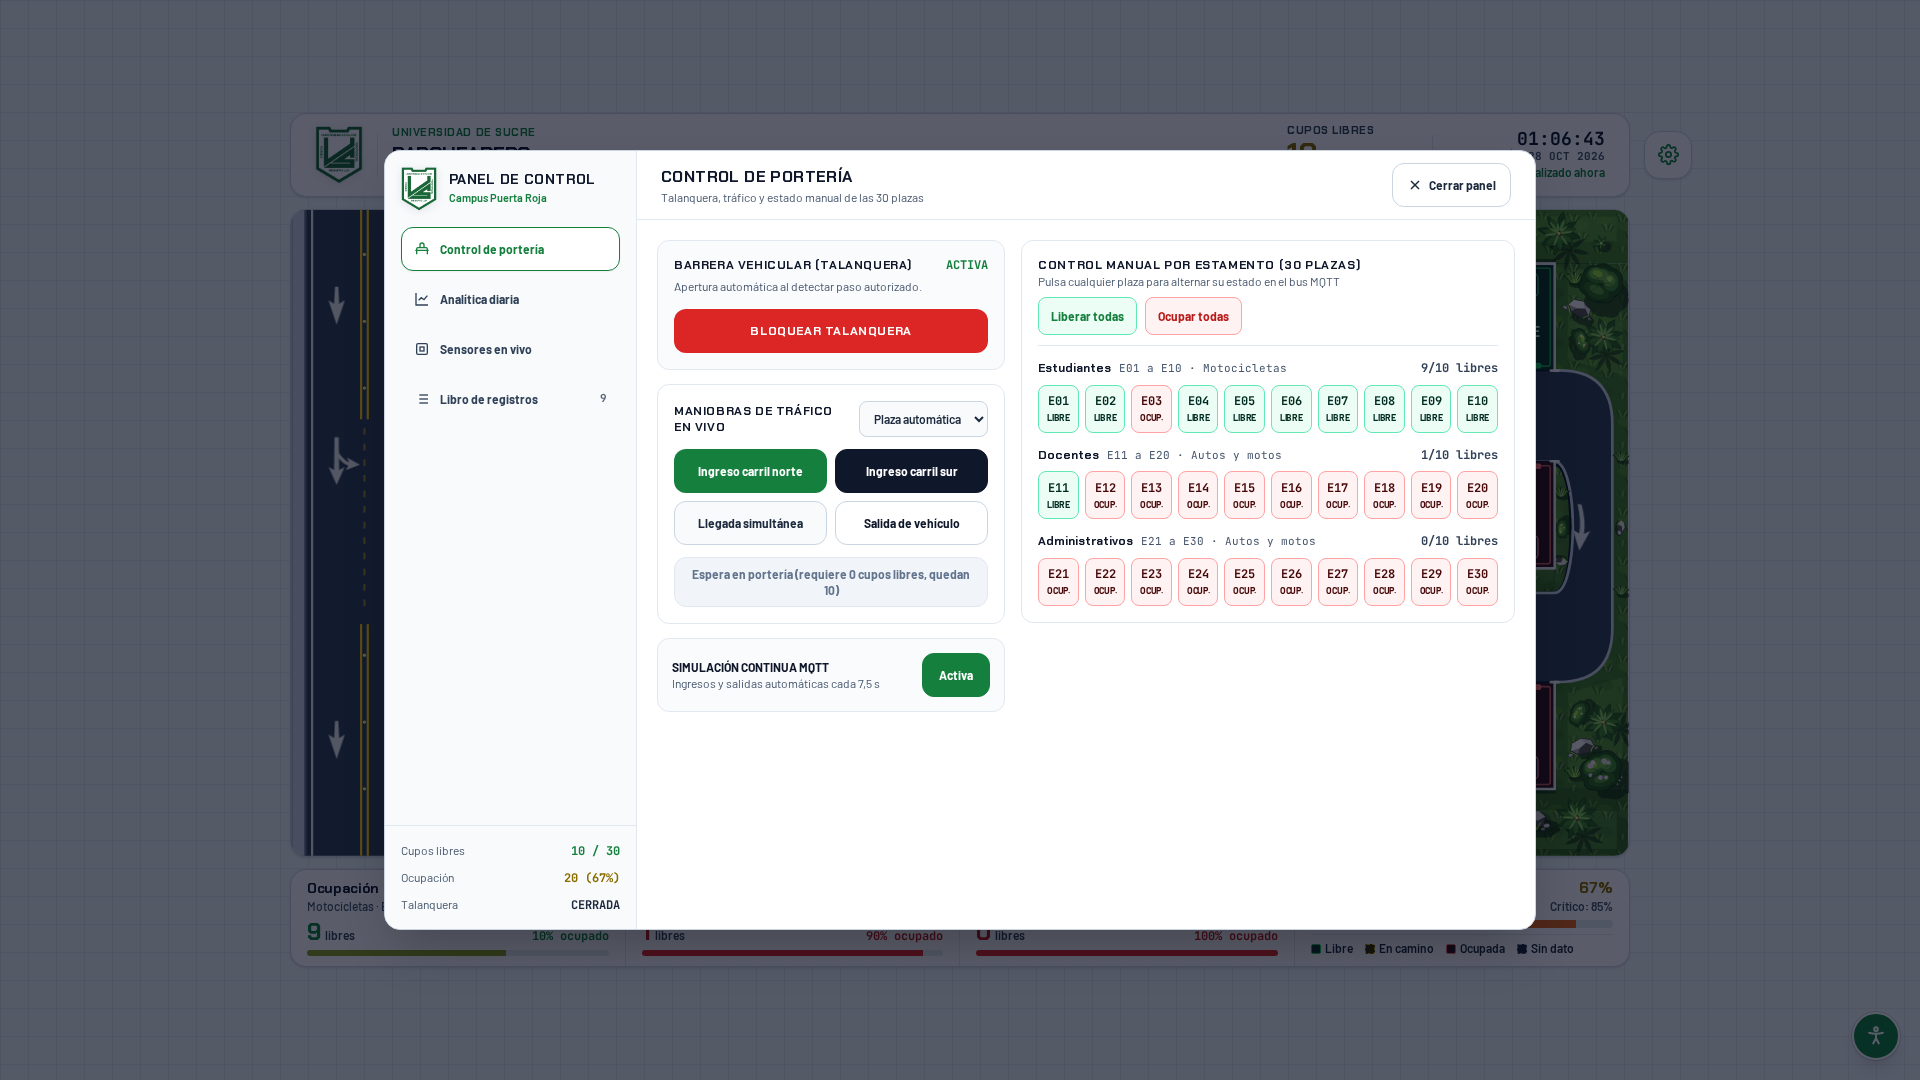 UNIVERSIDAD DE SUCRE
CUPOS LIBRES
01:06:43
OCT 2026
PANEL DE CONTROL
Campus Puerta Roja
Control de portería
Analítica diaria
Sensores en vivo
Libro de registros 9
Cupos libres 10 / 30
Ocupación 20 (67%)
Talanquera CERRADA
CONTROL DE PORTERÍA
Talanquera, tráfico y estado manual de las 30 plazas
Cerrar panel
BARRERA VEHICULAR (TALANQUERA) ACTIVA
Apertura automática al detectar paso autorizado.
BLOQUEAR TALANQUERA
MANIOBRAS DE TRÁFICO
EN VIVO
Plaza automática
Ingreso carril norte Ingreso carril sur
Llegada simultánea Salida de vehículo
Espera en portería (requiere 0 cupos libres, quedan
10)
SIMULACIÓN CONTINUA MQTT
Ingresos y salidas automáticas cada 7,5 s
Activa
CONTROL MANUAL POR ESTAMENTO (30 PLAZAS)
Pulsa cualquier plaza para alternar su estado en el bus MQTT
Liberar todas Ocupar todas
Estudiantes E01 a E10 · Motocicletas 9/10 libres
E01 E02 E03 E04 E05 E06 E07 E08 E09 E10
LIBRE LIBRE OCUP. LIBRE LIBRE LIBRE LIBRE LIBRE LIBRE LIBRE
Docentes E11 a E20 · Autos y motos 1/10 libres
E11 E12 E13 E14 E15 E16 E17 E18 E19 E20
LIBRE OCUP. OCUP. OCUP. OCUP. OCUP. OCUP. OCUP. OCUP. OCUP.
Administrativos E21 a E30 · Autos y motos 0/10 libres
E21 E22 E23 E24 E25 E26 E27 E28 E29 E30
OCUP. OCUP. OCUP. OCUP. OCUP. OCUP. OCUP. OCUP. OCUP. OCUP.
ahora
Ocupación 67%
Motocicletas · Crítico: 85%
9 libres 10% ocupado libres 90% ocupado libres 100% ocupado
Libre En camino Ocupada Sin dato